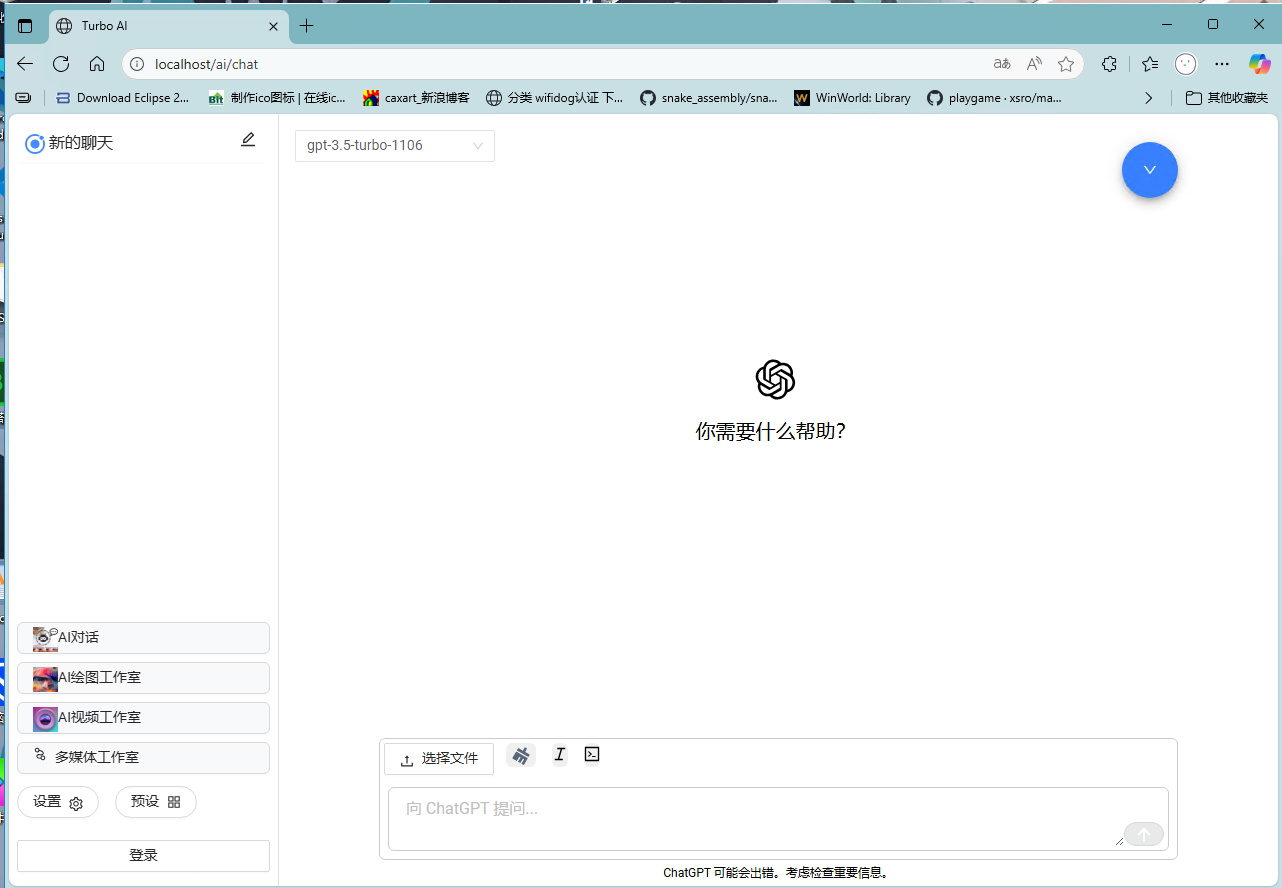 Turbo AI
localhost/ai/chat
Download Eclipse 2...
制作ico图标 | 在线ic...
caxart_新浪博客
分类 wifidog认证 下...
snake_assembly/sna...
WinWorld: Library
playgame · xsro/ma...
其他收藏夹
新的聊天
gpt-3.5-turbo-1106
你需要什么帮助?
AI对话
AI绘图工作室
AI视频工作室
多媒体工作室
设置
预设
登录
选择文件
向 ChatGPT 提问...
ChatGPT 可能会出错。考虑检查重要信息。